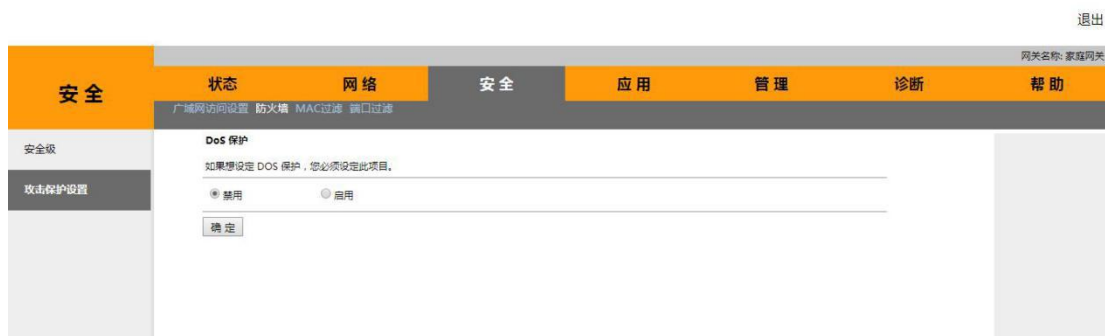 退出
网关名称: 家庭网关
安全
状态 网络 安全 应用 管理 诊断 帮助
广域网访问设置 防火墙 MAC过滤 端口过滤
安全级
攻击保护设置
DoS 保护
如果想设定 DOS 保护，您必须设定此项目。
禁用 启用
确定